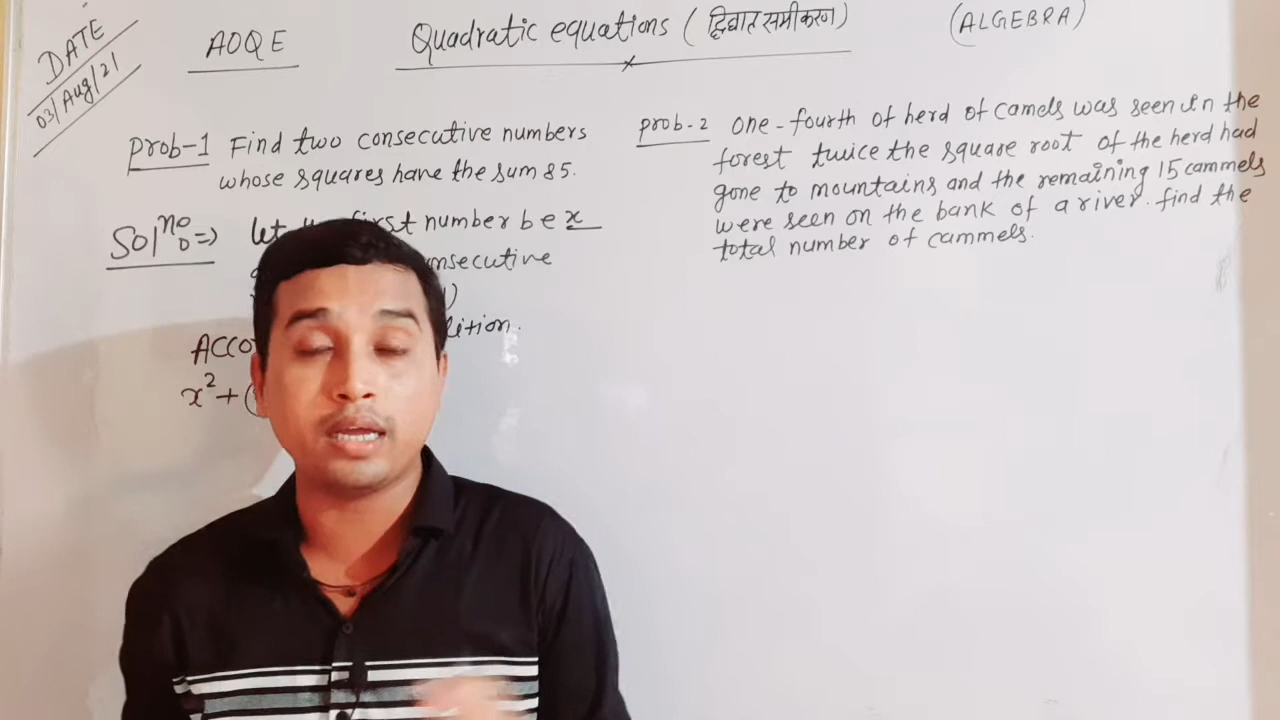 DATE
03/Aug/21
AOQE
Quadratic equations (द्विघात समीकरण)
(ALGEBRA)
Prob-1 Find two consecutive numbers
whose squares have the sum 85.
Sol no => let first number be x
consecutive
x² + (
Prob-2 One-fourth of herd of camels was seen in the
forest twice the square root of the herd had
gone to mountains and the remaining 15 cammels
were seen on the bank of a river. find the
total number of cammels.